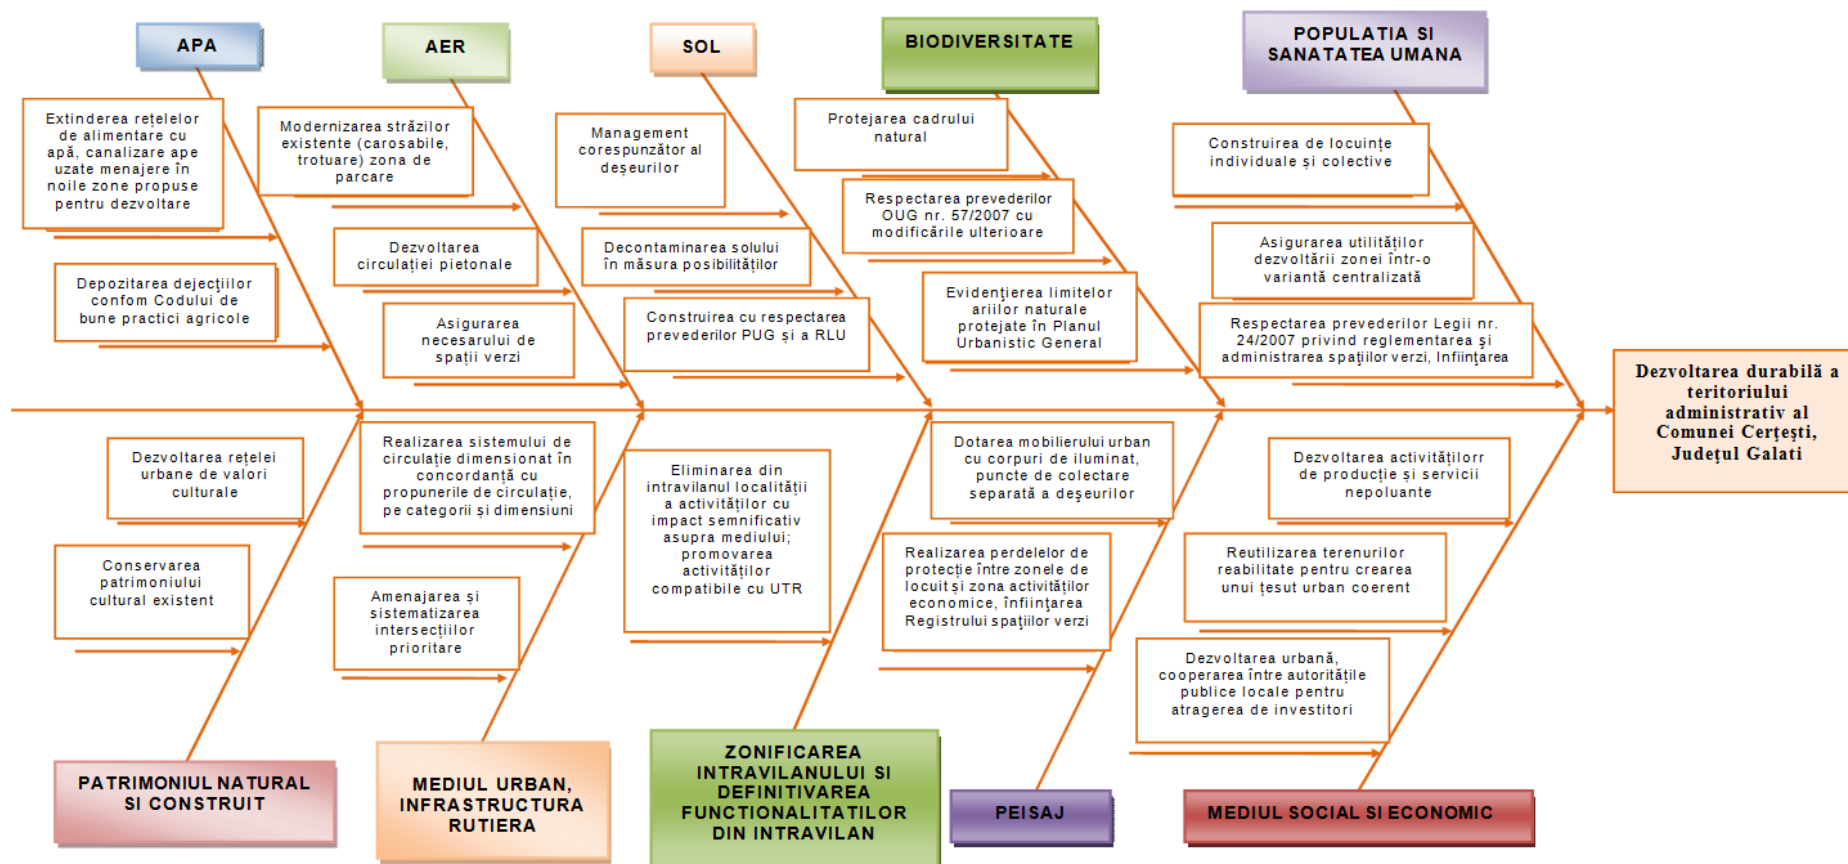 APA
AER
SOL
BIODIVERSITATE
POPULATIA SI
SANATATEA UMANA
Extinderea rețelelor
de alimentare cu
apă, canalizare ape
uzate menajere în
noile zone propuse
pentru dezvoltare
Depozitarea dejecțiilor
confom Codului de
bune practici agricole
Modernizarea străzilor
existente (carosabile,
trotuare) zona de
parcare
Dezvoltarea
circulației pietonale
Asigurarea
necesarului de
spații verzi
Management
corespunzător al
deșeurilor
Decontaminarea solului
în măsura posibilităților
Construirea cu respectarea
prevederilor PUG și a RLU
Protejarea cadrului
natural
Respectarea prevederilor
OUG nr. 57/2007 cu
modificările ulterioare
Evidenţierea limitelor
ariilor naturale
protejate în Planul
Urbanistic General
Construirea de locuințe
individuale și colective
Asigurarea utilităților
dezvoltării zonei într-o
variantă centralizată
Respectarea prevederilor Legii nr.
24/2007 privind reglementarea şi
administrarea spaţiilor verzi, Infiinţarea
Dezvoltarea durabilă a
teritoriului
administrativ al
Comunei Cerțești,
Județul Galati
Dezvoltarea rețelei
urbane de valori
culturale
Conservarea
patrimoniului
cultural existent
Realizarea sistemului de
circulație dimensionat în
concordanță cu
propunerile de circulație,
pe categorii și dimensiuni
Amenajarea și
sistematizarea
intersecțiilor
prioritare
Eliminarea din
intravilanul localității
a activităților cu
impact semnificativ
asupra mediului;
promovarea
activităților
compatibile cu UTR
Dotarea mobilierului urban
cu corpuri de iluminat,
puncte de colectare
separată a deşeurilor
Realizarea perdelelor de
protecție între zonele de
locuit și zona activităților
economice, înfiinţarea
Registrului spaţiilor verzi
Dezvoltarea activităților​r
de producție și servicii
nepoluante
Reutilizarea terenurilor
reabilitate pentru crearea
unui țesut urban coerent
Dezvoltarea urbană,
cooperarea între autoritățile
publice locale pentru
atragerea de investitori
PATRIMONIUL NATURAL
SI CONSTRUIT
MEDIUL URBAN,
INFRASTRUCTURA
RUTIERA
ZONIFICAREA
INTRAVILANULUI SI
DEFINITIVAREA
FUNCTIONALITATILOR
DIN INTRAVILAN
PEISAJ
MEDIUL SOCIAL SI ECONOMIC